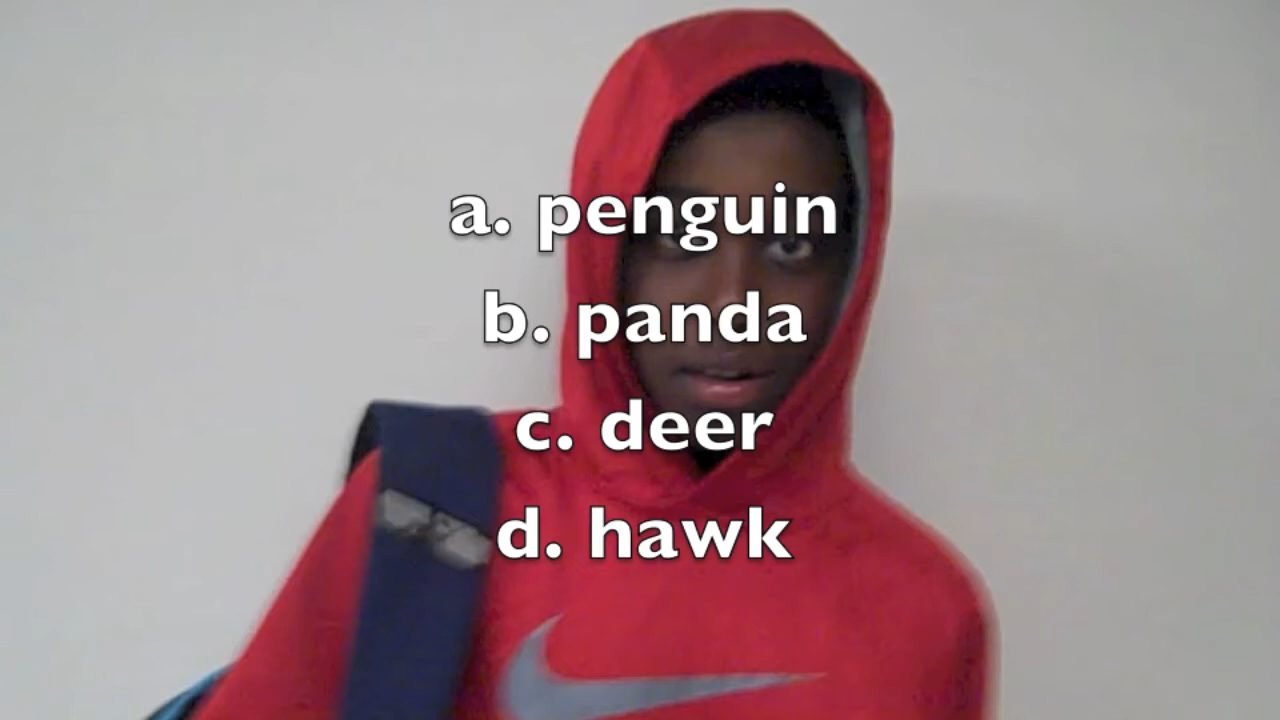 a. penguin
b. panda
c. deer
d. hawk